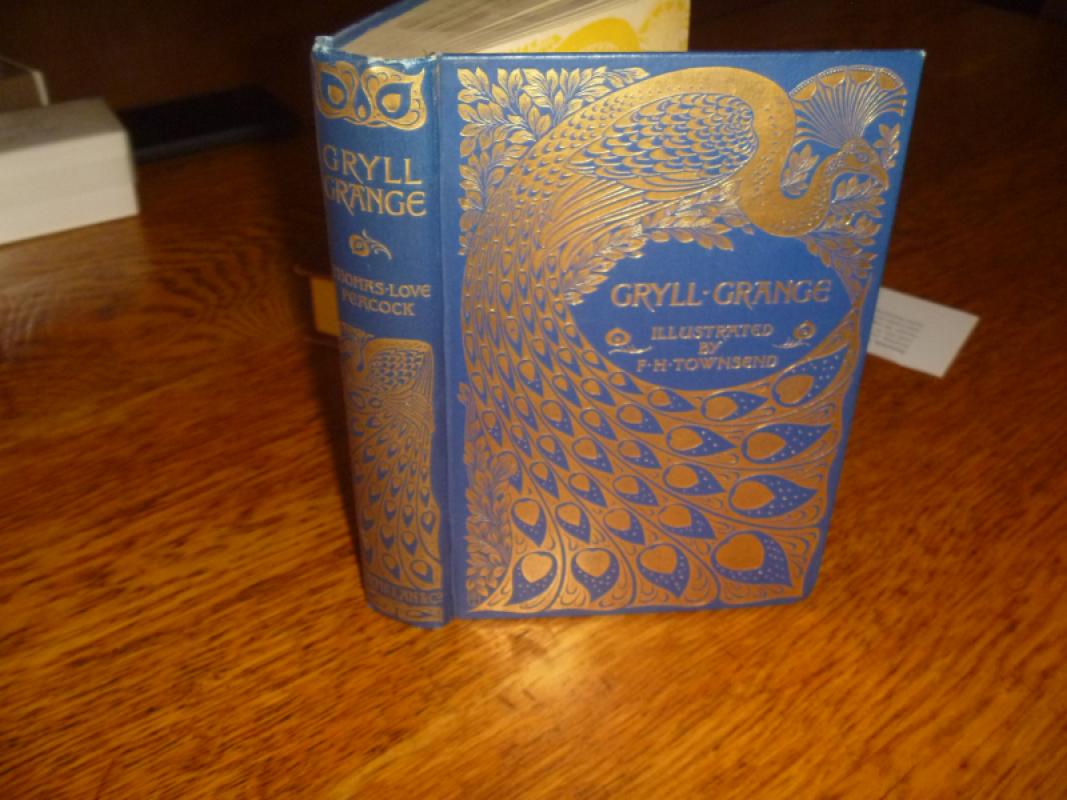 GRYLL
GRANGE
THOMAS·LOVE
PEACOCK
GRYLL·GRANGE
ILLUSTRATED
BY
F·H·TOWNSEND